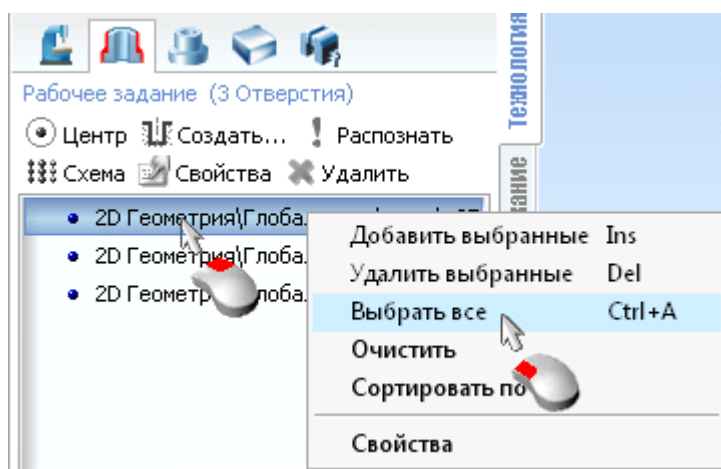 Технология
Рабочее задание (3 Отверстия)
Центр Создать... Распознать
Схема Свойства Удалить
2D Геометрия\Глоба
2D Геометрия\Глоба
2D Геометр лоба
Добавить выбранные Ins
Удалить выбранные Del
Выбрать все Ctrl+A
Очистить
Сортировать по
Свойства